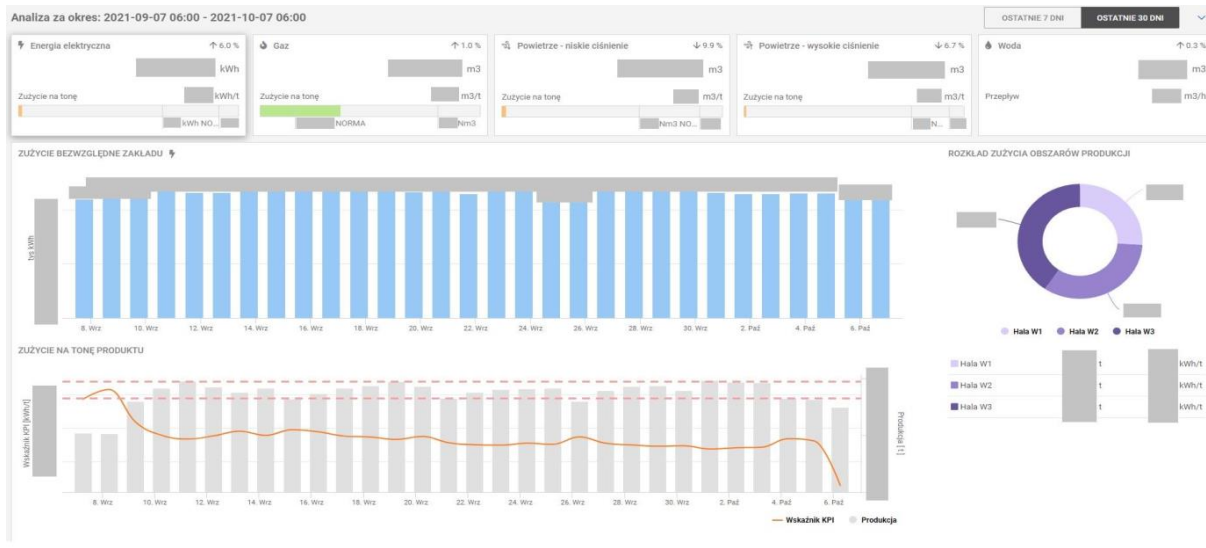 Analiza za okres: 2021-09-07 06:00 - 2021-10-07 06:00
OSTATNIE 7 DNI
OSTATNIE 30 DNI
Energia elektryczna ↑ 6.0 %
kWh
Zużycie na tonę kWh/t
kWh NO...
Gaz ↑ 1.0 %
m3
Zużycie na tonę m3/t
NORMA Nm3
Powietrze - niskie ciśnienie ↓ 9.9 %
m3
Zużycie na tonę m3/t
Nm3 NO...
Powietrze - wysokie ciśnienie ↓ 6.7 %
m3
Zużycie na tonę m3/t
N...
Woda ↑ 0.3 %
m3
Przepływ m3/h
ZUŻYCIE BEZWZGLĘDNE ZAKŁADU
tys kWh
8. Wrz 10. Wrz 12. Wrz 14. Wrz 16. Wrz 18. Wrz 20. Wrz 22. Wrz 24. Wrz 26. Wrz 28. Wrz 30. Wrz 2. Paź 4. Paź 6. Paź
ROZKŁAD ZUŻYCIA OBSZARÓW PRODUKCJI
Hala W1 Hala W2 Hala W3
Hala W1 t kWh/t
Hala W2 t kWh/t
Hala W3 t kWh/t
ZUŻYCIE NA TONĘ PRODUKTU
Wskaźnik KPI [kWh/t]
Produkcja [t]
8. Wrz 10. Wrz 12. Wrz 14. Wrz 16. Wrz 18. Wrz 20. Wrz 22. Wrz 24. Wrz 26. Wrz 28. Wrz 30. Wrz 2. Paź 4. Paź 6. Paź
Wskaźnik KPI Produkcja